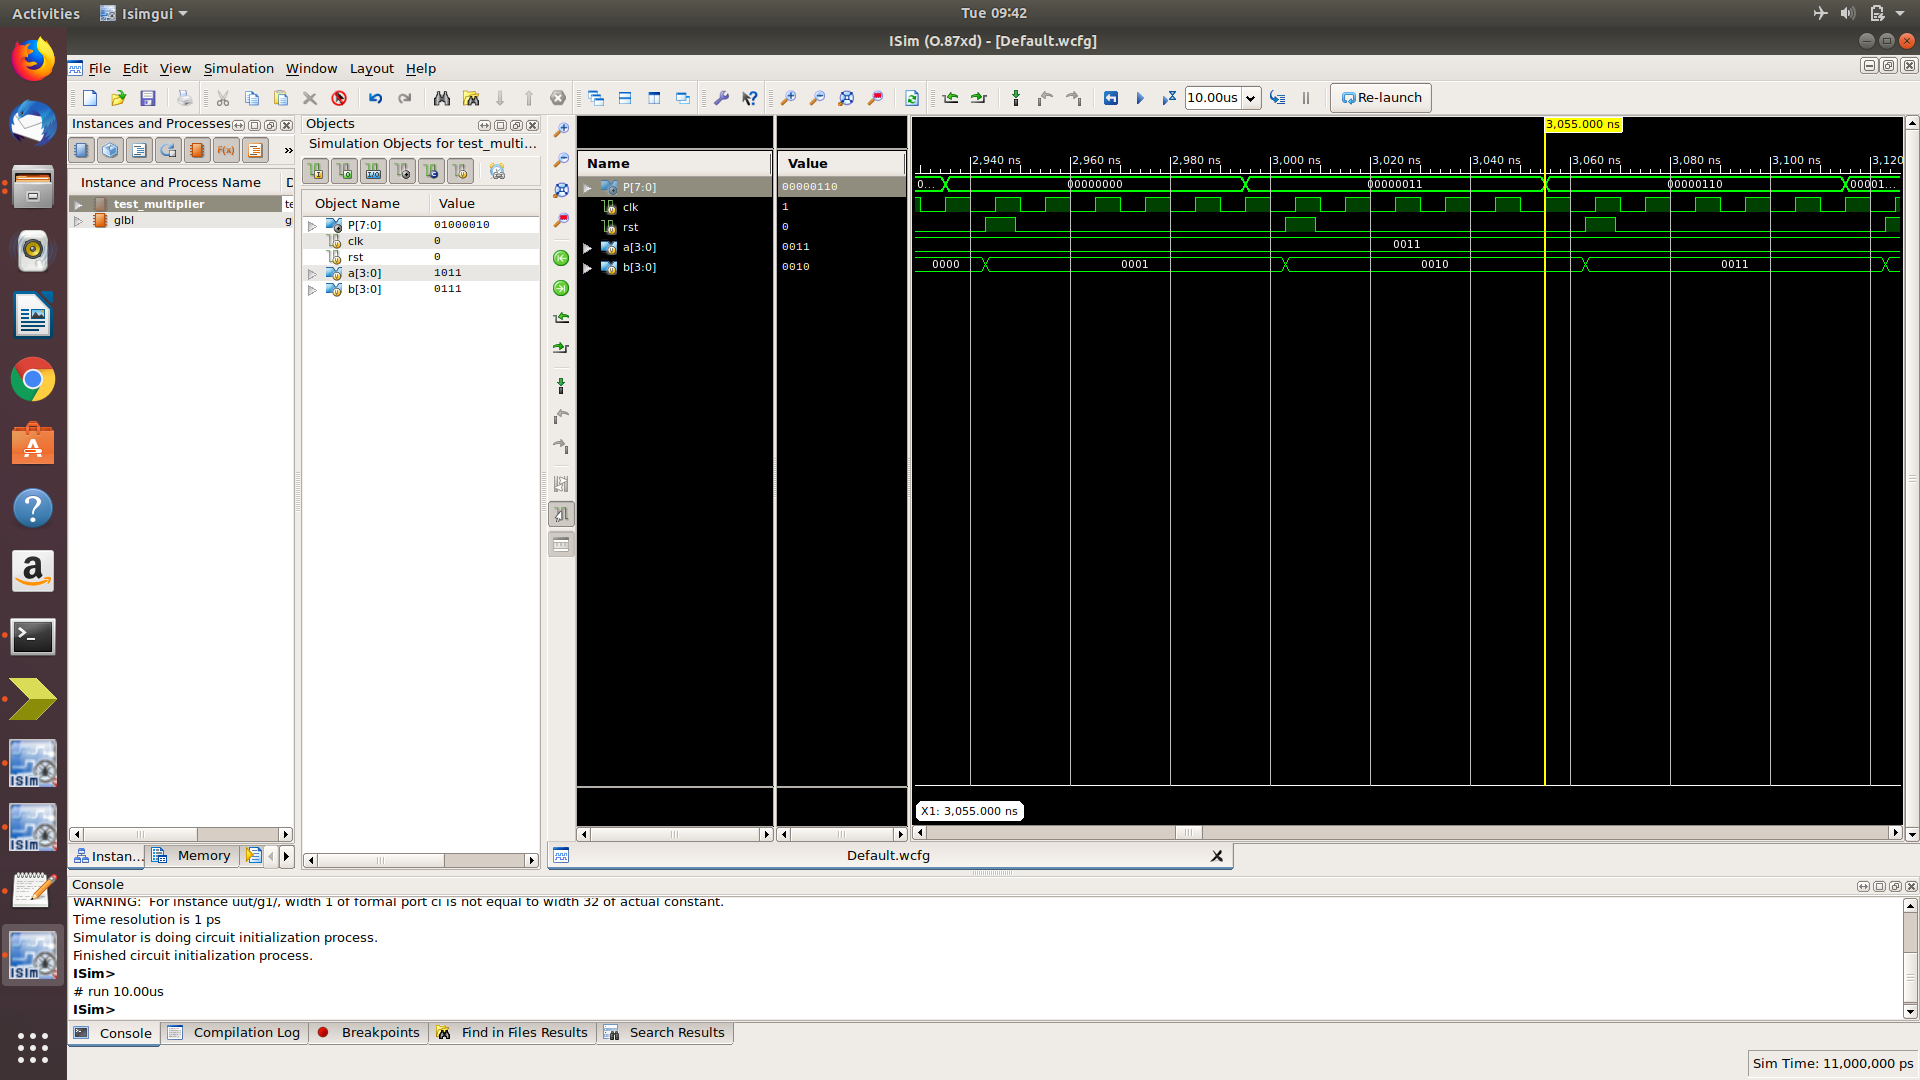 Activities
Isimgui
Tue 09:42
ISim (O.87xd) - [Default.wcfg]
File Edit View Simulation Window Layout Help
10.00us
Re-launch
Instances and Processes
Instance and Process Name
test_multiplier
glbl
Instan...
Memory
Objects
Simulation Objects for test_multi...
Object Name Value
P[7:0] 01000010
clk 0
rst 0
a[3:0] 1011
b[3:0] 0111
Name Value
P[7:0] 00000110
clk 1
rst 0
a[3:0] 0011
b[3:0] 0010
3,055.000 ns
2,940 ns 2,960 ns 2,980 ns 3,000 ns 3,020 ns 3,040 ns 3,060 ns 3,080 ns 3,100 ns 3,120
0... 00000000 00000011 00000110 00001...
0011
0000 0001 0010 0011
X1: 3,055.000 ns
Default.wcfg
Console
WARNING: For instance uut/g1/, width 1 of formal port ci is not equal to width 32 of actual constant.
Time resolution is 1 ps
Simulator is doing circuit initialization process.
Finished circuit initialization process.
ISim>
# run 10.00us
ISim>
Console Compilation Log Breakpoints Find in Files Results Search Results
Sim Time: 11,000,000 ps